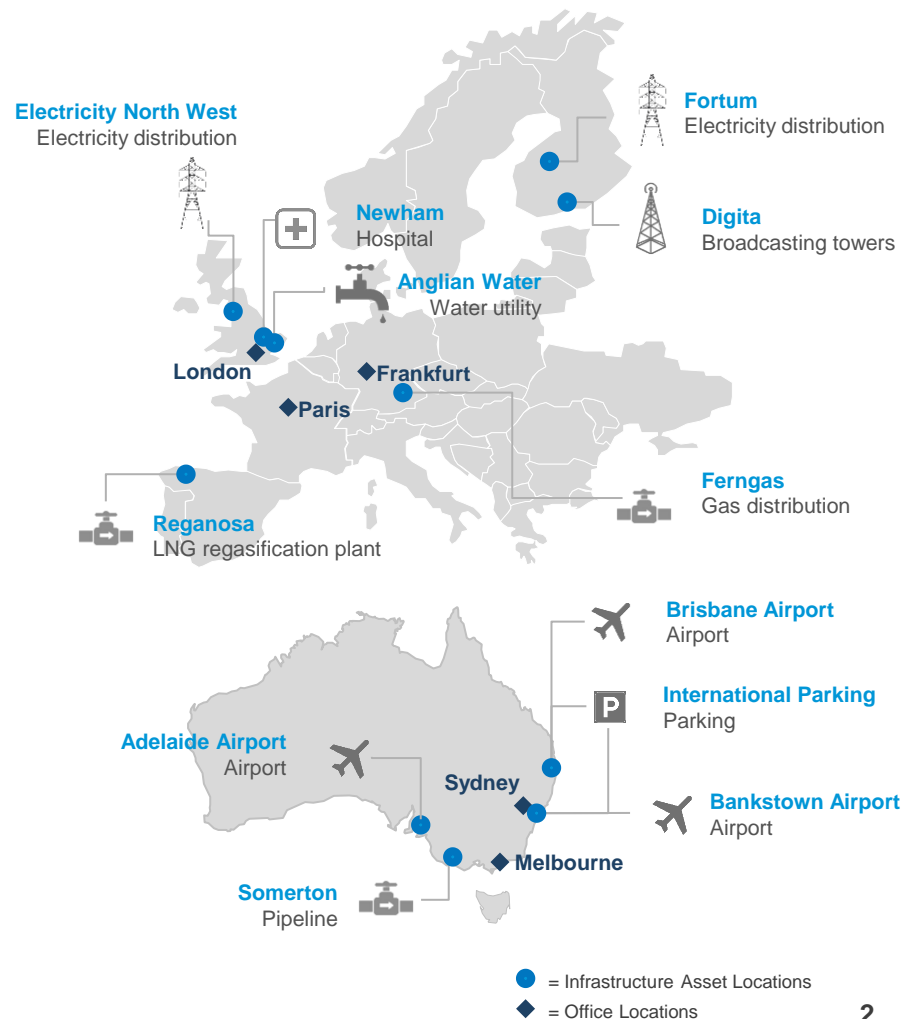 Electricity North West
Electricity distribution
Fortum
Electricity distribution
Newham
Hospital
Digita
Broadcasting towers
Anglian Water
Water utility
London
Frankfurt
Paris
Ferngas
Gas distribution
Reganosa
LNG regasification plant
Brisbane Airport
Airport
International Parking
Parking
P
Adelaide Airport
Airport
Sydney
Bankstown Airport
Airport
Melbourne
Somerton
Pipeline
= Infrastructure Asset Locations
= Office Locations
2